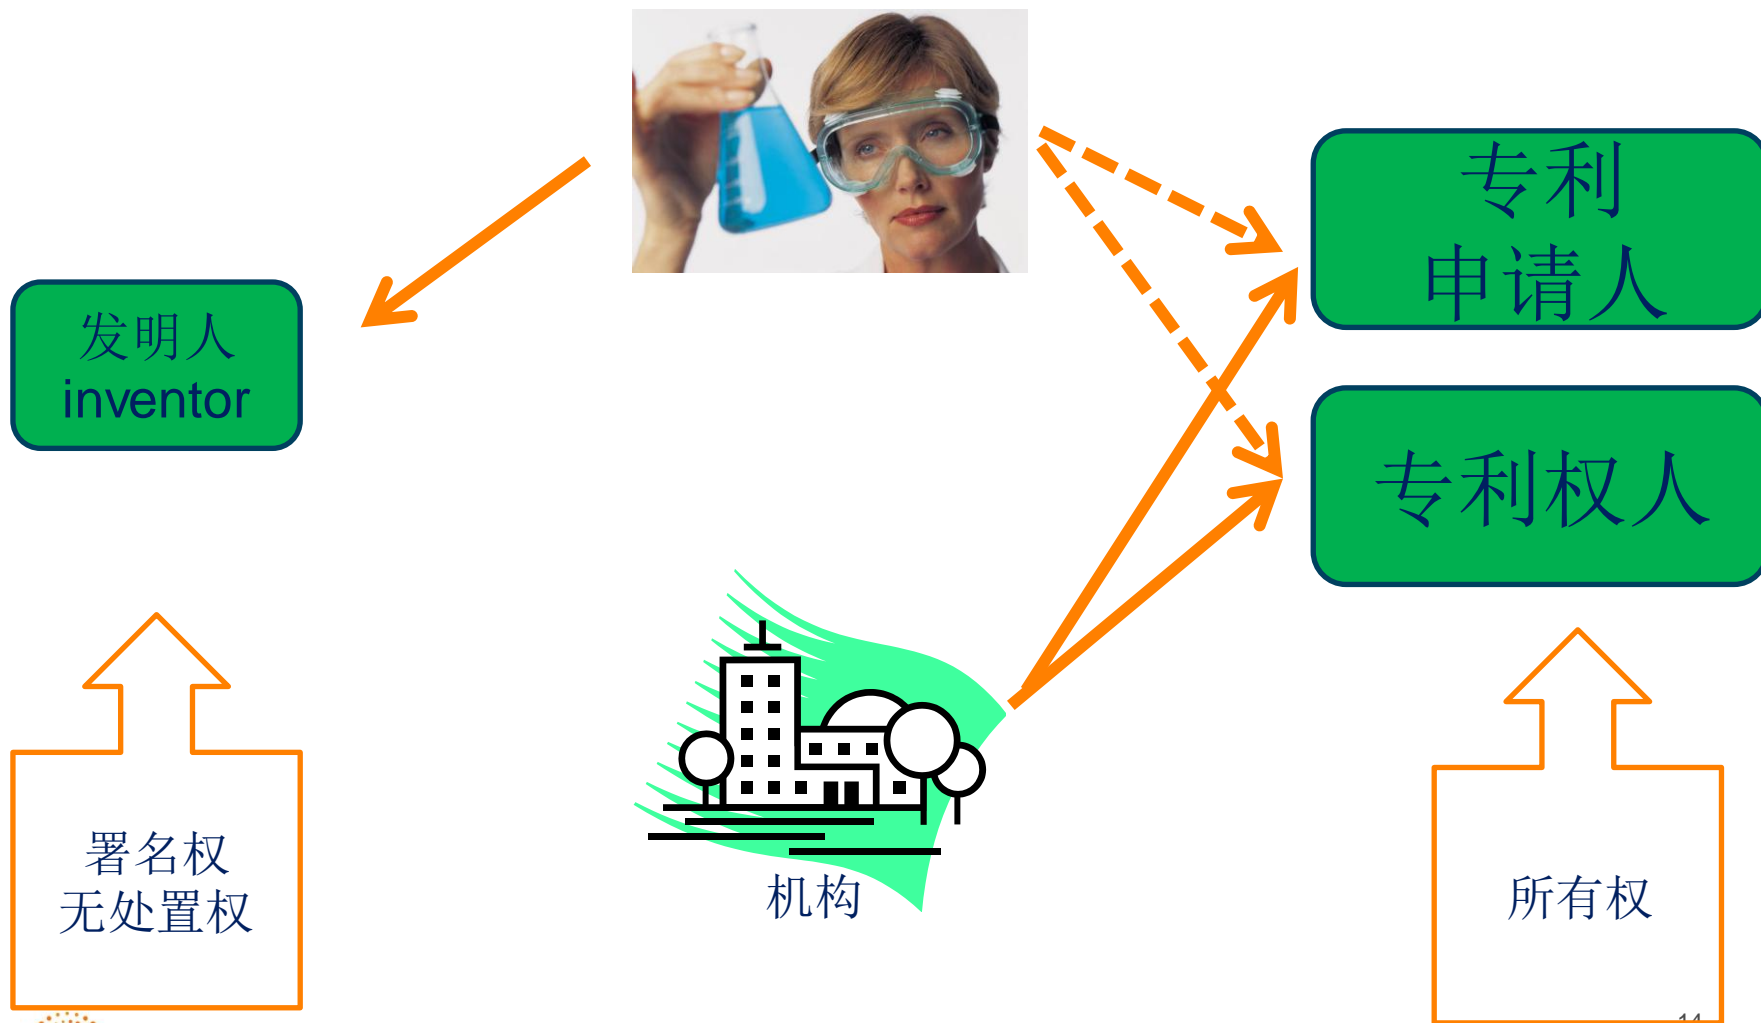 专利
申请人
发明人
inventor
专利权人
署名权
无处置权
机构
所有权
14